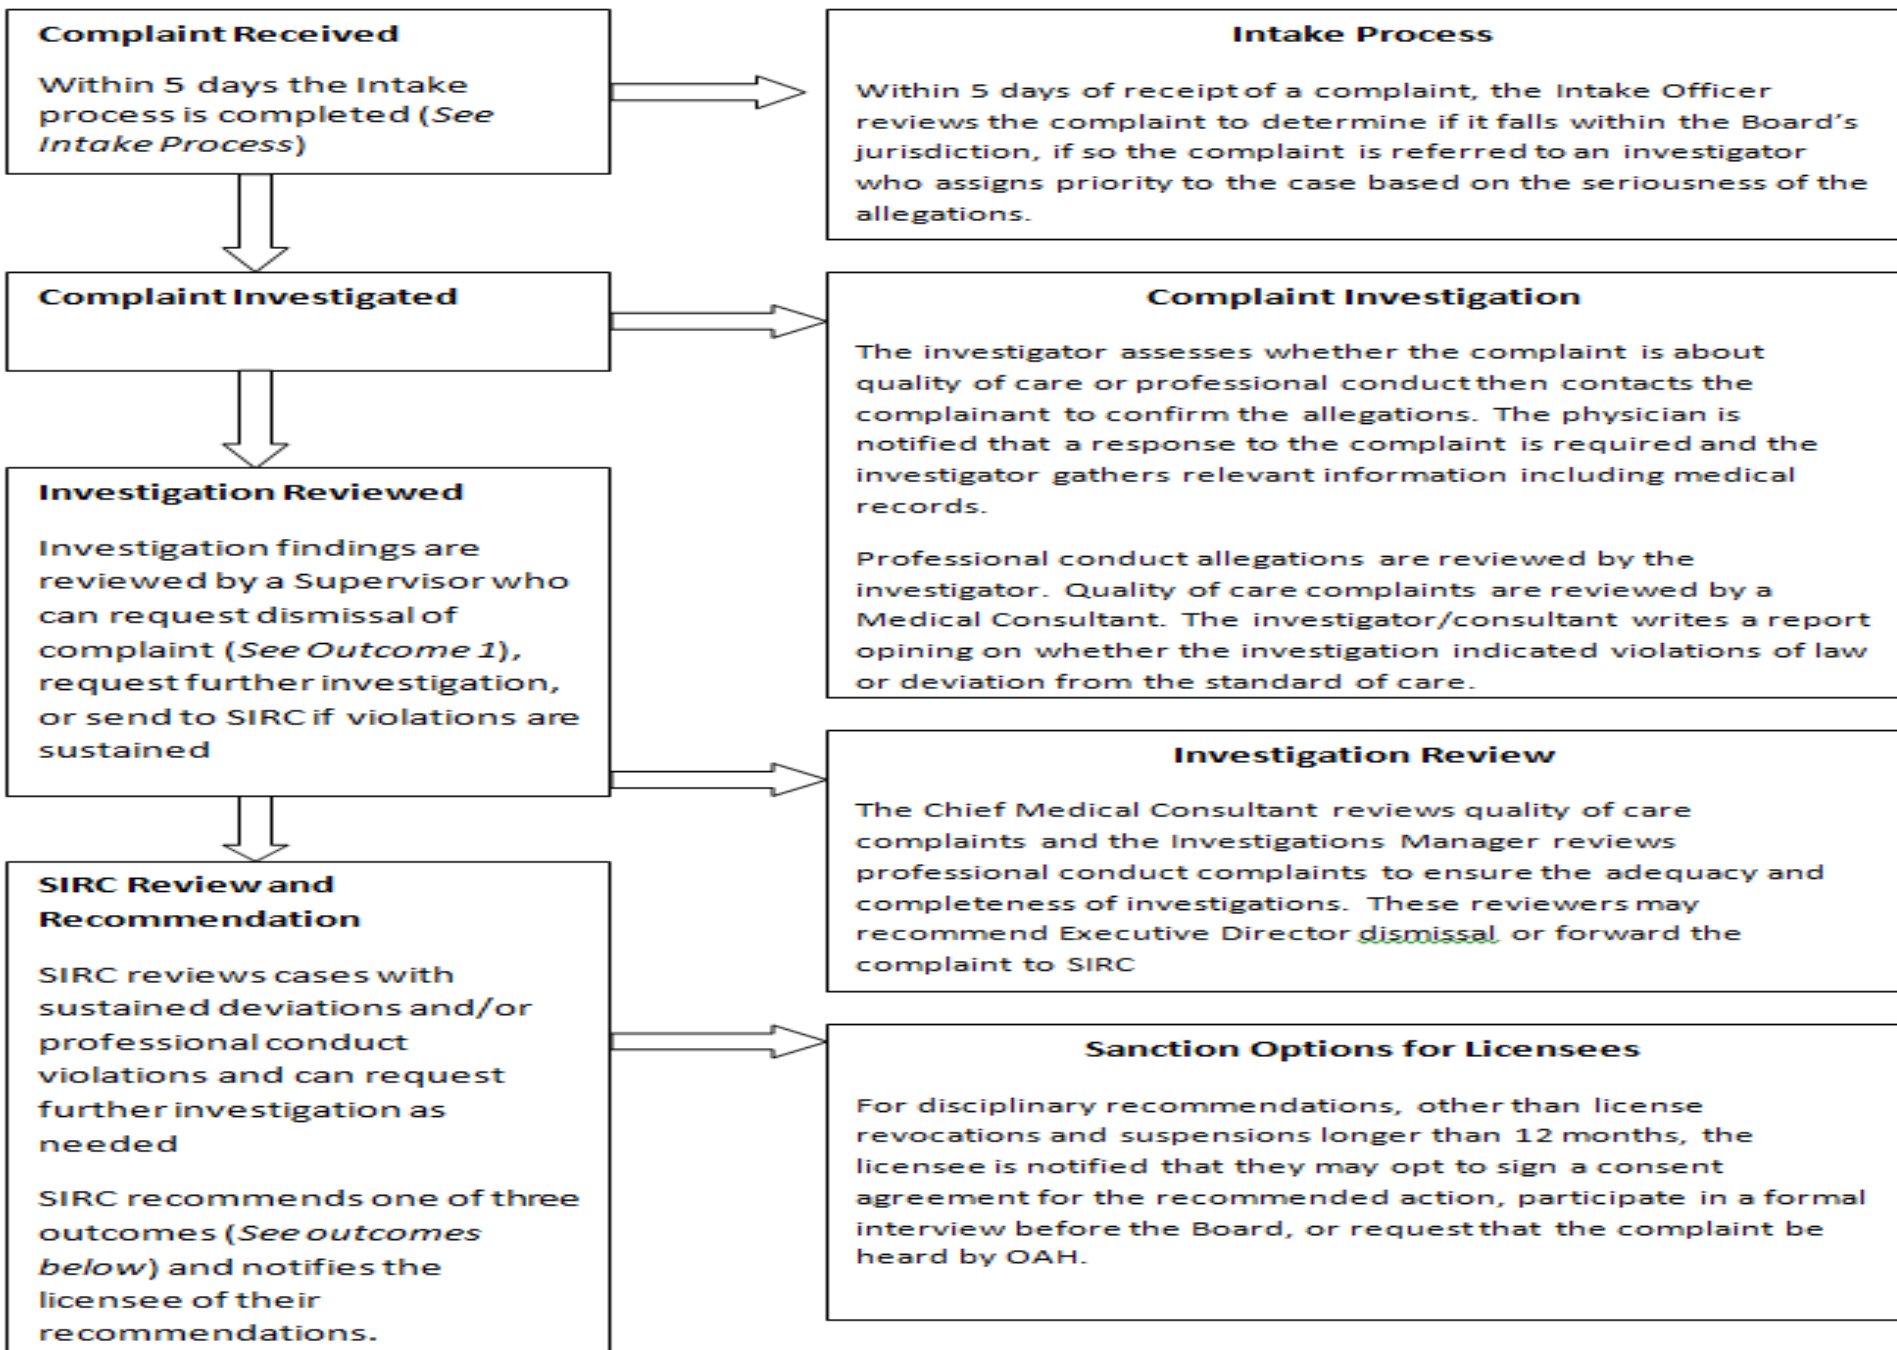 Complaint Received
Within 5 days the Intake
process is completed (See
Intake Process)
Intake Process
Within 5 days of receipt of a complaint, the Intake Officer
reviews the complaint to determine if it falls within the Board's
jurisdiction, if so the complaint is referred to an investigator
who assigns priority to the case based on the seriousness of the
allegations.
Complaint Investigated
Complaint Investigation
The investigator assesses whether the complaint is about
quality of care or professional conduct then contacts the
complainant to confirm the allegations. The physician is
notified that a response to the complaint is required and the
investigator gathers relevant information including medical
records.
Professional conduct allegations are reviewed by the
investigator. Quality of care complaints are reviewed by a
Medical Consultant. The investigator/consultant writes a report
opining on whether the investigation indicated violations of law
or deviation from the standard of care.
Investigation Reviewed
Investigation findings are
reviewed by a Supervisor who
can request dismissal of
complaint (See Outcome 1),
request further investigation,
or send to SIRC if violations are
sustained
Investigation Review
The Chief Medical Consultant reviews quality of care
complaints and the Investigations Manager reviews
professional conduct complaints to ensure the adequacy and
completeness of investigations. These reviewers may
recommend Executive Director dismissal or forward the
complaint to SIRC
SIRC Review and
Recommendation
SIRC reviews cases with
sustained deviations and/or
professional conduct
violations and can request
further investigation as
needed
SIRC recommends one of three
outcomes (See outcomes
below) and notifies the
licensee of their
recommendations.
Sanction Options for Licensees
For disciplinary recommendations, other than license
revocations and suspensions longer than 12 months, the
licensee is notified that they may opt to sign a consent
agreement for the recommended action, participate in a formal
interview before the Board, or request that the complaint be
heard by OAH.